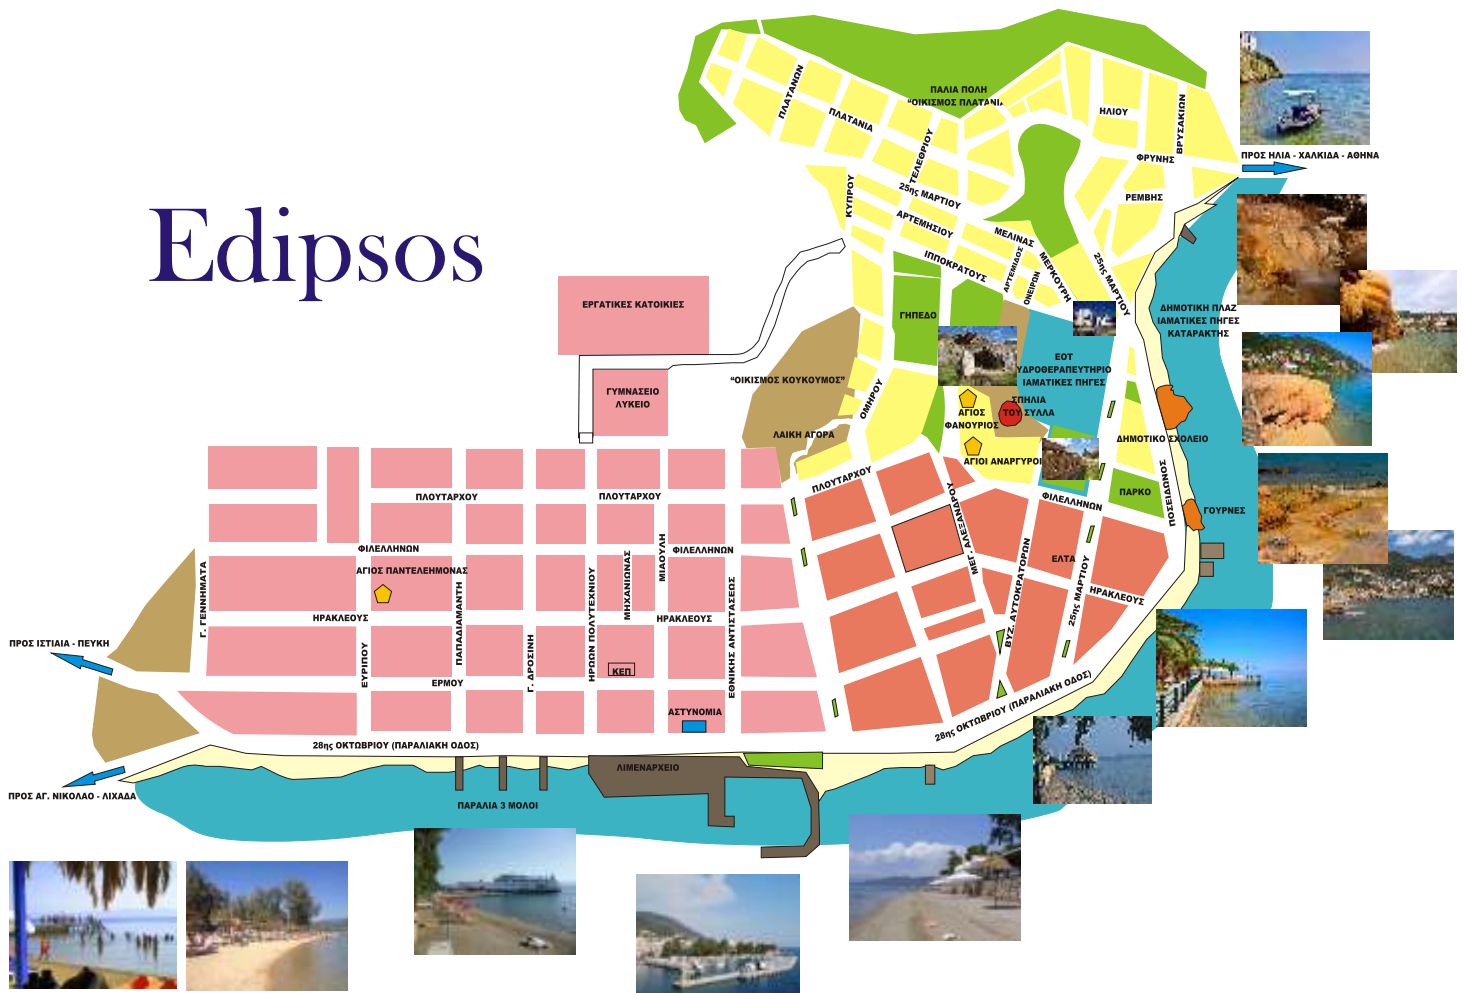 Edipsos
ΠΑΛΙΑ ΠΟΛΗ
"ΟΙΚΙΣΜΟΣ ΠΛΑΤΑΝΙΑ
ΠΛΑΤΑΝΩΝ
ΠΛΑΤΑΝΙΑ
ΤΕΛΕΘΡΙΟΥ
ΗΛΙΟΥ
ΒΡΥΣΑΚΙΩΝ
ΦΡΥΝΗΣ
ΡΕΜΒΗΣ
ΠΡΟΣ ΗΛΙΑ - ΧΑΛΚΙΔΑ - ΑΘΗΝΑ
ΚΥΠΡΟΥ
25ης ΜΑΡΤΙΟΥ
ΑΡΤΕΜΗΣΙΟΥ
ΙΠΠΟΚΡΑΤΟΥΣ
ΜΕΛΙΝΑΣ
ΜΕΡΚΟΥΡΗ
ΑΡΤΕΜΙΔΟΣ
ΟΝΕΙΡΩΝ
25ης ΜΑΡΤΙΟΥ
ΔΗΜΟΤΙΚΗ ΠΛΑΖ
ΙΑΜΑΤΙΚΕΣ ΠΗΓΕΣ
ΚΑΤΑΡΑΚΤΗΣ
ΕΡΓΑΤΙΚΕΣ ΚΑΤΟΙΚΙΕΣ
ΓΗΠΕΔΟ
ΕΟΤ
ΥΔΡΟΘΕΡΑΠΕΥΤΗΡΙΟ
ΙΑΜΑΤΙΚΕΣ ΠΗΓΕΣ
ΓΥΜΝΑΣΕΙΟ
ΛΥΚΕΙΟ
"ΟΙΚΙΣΜΟΣ ΚΟΥΚΟΥΜΟΣ"
ΟΜΗΡΟΥ
ΛΑΙΚΗ ΑΓΟΡΑ
ΣΠΗΛΙΑ
ΤΟΥ ΣΥΛΛΑ
ΑΓΙΟΣ
ΦΑΝΟΥΡΙΟΣ
ΑΓΙΟΙ ΑΝΑΡΓΥΡΟΙ
ΔΗΜΟΤΙΚΟ ΣΧΟΛΕΙΟ
ΠΑΡΚΟ
ΠΟΣΕΙΔΩΝΟΣ
ΓΟΥΡΝΕΣ
ΠΛΟΥΤΑΡΧΟΥ
ΠΛΟΥΤΑΡΧΟΥ
ΠΛΟΥΤΑΡΧΟΥ
ΜΕΓ. ΑΛΕΞΑΝΔΡΟΥ
ΜΕΓ.
ΦΙΛΕΛΛΗΝΩΝ
ΦΙΛΕΛΛΗΝΩΝ
ΦΙΛΕΛΛΗΝΩΝ
ΕΛΤΑ
ΒΥΖ. ΑΥΤΟΚΡΑΤΟΡΩΝ
25ης ΜΑΡΤΙΟΥ
ΗΡΑΚΛΕΟΥΣ
ΑΓΙΟΣ ΠΑΝΤΕΛΕΗΜΟΝΑΣ
Γ. ΓΕΝΝΗΜΑΤΑ
ΗΡΑΚΛΕΟΥΣ
ΗΡΑΚΛΕΟΥΣ
ΕΥΡΙΠΟΥ
ΠΑΠΑΔΙΑΜΑΝΤΗ
Γ. ΔΡΟΣΙΝΗ
ΗΡΩΩΝ ΠΟΛΥΤΕΧΝΙΟΥ
ΜΗΧΑΝΙΩΝΑΣ
ΜΙΑΟΥΛΗ
ΕΘΝΙΚΗΣ ΑΝΤΙΣΤΑΣΕΩΣ
ΚΕΠ
ΕΡΜΟΥ
ΑΣΤΥΝΟΜΙΑ
ΠΡΟΣ ΙΣΤΙΑΙΑ - ΠΕΥΚΗ
28ης ΟΚΤΩΒΡΙΟΥ (ΠΑΡΑΛΙΑΚΗ ΟΔΟΣ)
28ης ΟΚΤΩΒΡΙΟΥ (ΠΑΡΑΛΙΑΚΗ ΟΔΟΣ)
ΛΙΜΕΝΑΡΧΕΙΟ
ΠΡΟΣ ΑΓ. ΝΙΚΟΛΑΟ - ΛΙΧΑΔΑ
ΠΑΡΑΛΙΑ 3 ΜΟΛΟΙ